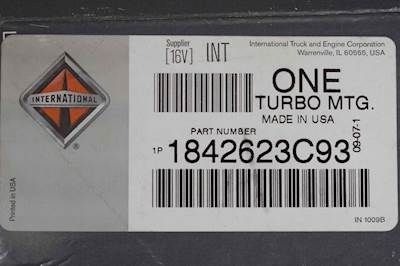 Supplier
[16V] INT
International Truck and Engine Corporation
Warrenville, IL 60555, USA
INTERNATIONAL
®
ONE
TURBO MTG.
MADE IN USA
PART NUMBER
1P 1842623C93
09-07-1
Printed in USA
IN 1009B